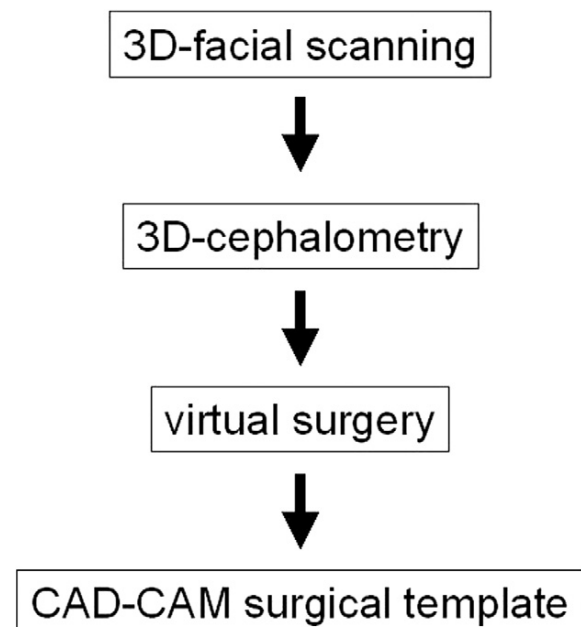 3D-facial scanning
3D-cephalometry
virtual surgery
CAD-CAM surgical template